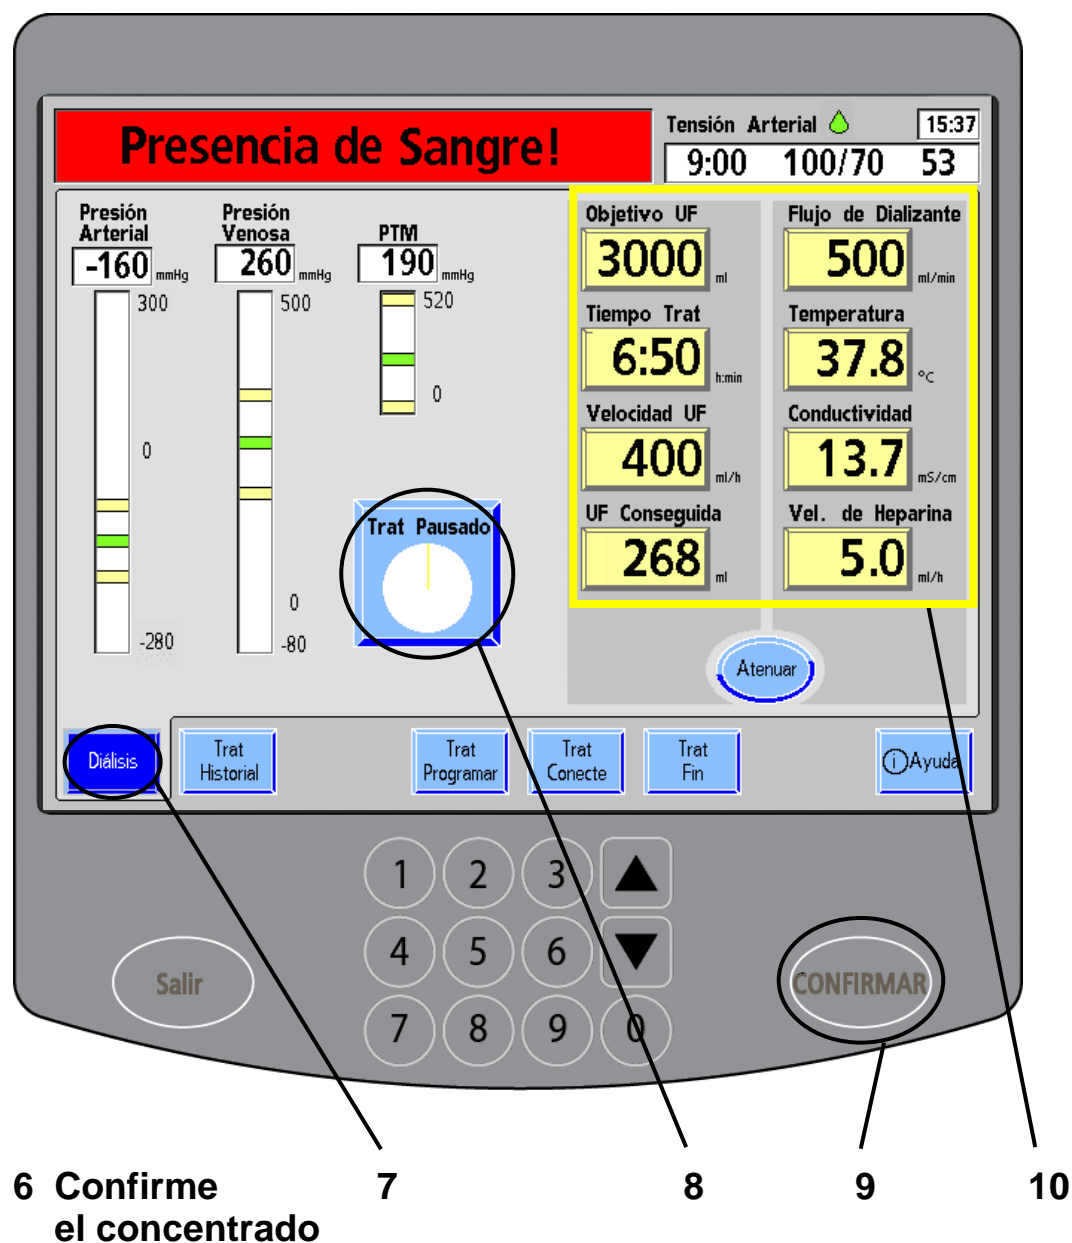 Presencia de Sangre!
Tensión Arterial
15:37
9:00 100/70 53
Presión
Arterial
-160 mmHg
300
0
-280
Presión
Venosa
260 mmHg
500
0
-80
PTM
190 mmHg
520
0
Trat Pausado
Objetivo UF
3000 ml
Tiempo Trat
6:50 h:min
Velocidad UF
400 ml/h
UF Conseguida
268 ml
Flujo de Dializante
500 ml/min
Temperatura
37.8 °C
Conductividad
13.7 mS/cm
Vel. de Heparina
5.0 ml/h
Atenuar
Diálisis
Trat
Historial
Trat
Programar
Trat
Conecte
Trat
Fin
i Ayuda
1 2 3
4 5 6
7 8 9 0
Salir
CONFIRMAR
6 Confirme
el concentrado
7
8
9
10